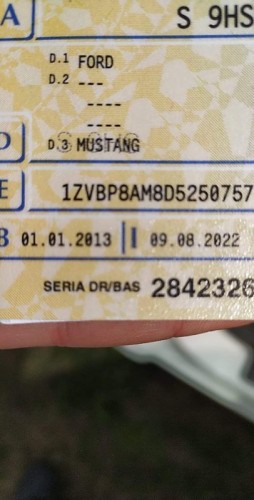 A S 9HS
D.1 FORD
D.2 ---
----
----
D D.3 MUSTANG
E 1ZVBP8AM8D5250757
B 01.01.2013 I 09.08.2022
SERIA DR/BAS 2842326